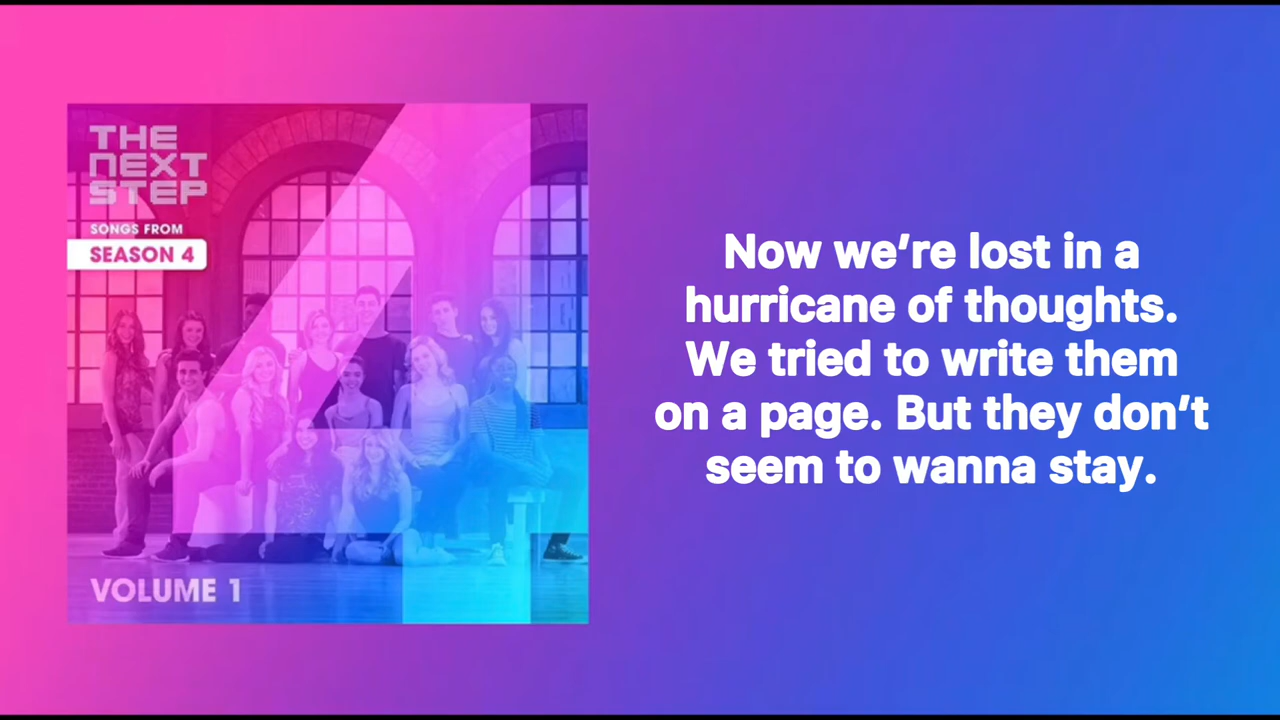 THE
NEXT
STEP
SONGS FROM
SEASON 4
4
VOLUME 1
Now we’re lost in a
hurricane of thoughts.
We tried to write them
on a page. But they don’t
seem to wanna stay.